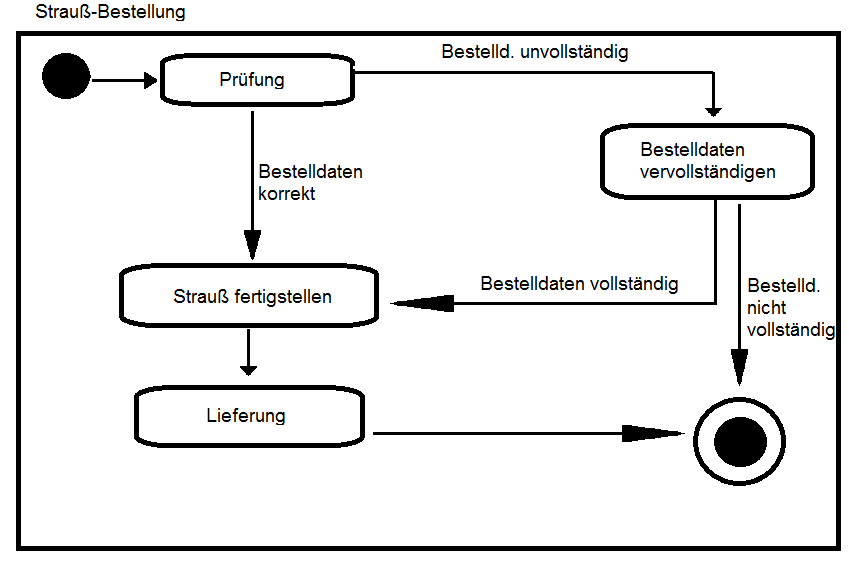 Strauß-Bestellung
Bestelld. unvollständig
Prüfung
Bestelldaten
vervollständigen
Bestelldaten
korrekt
Bestelldaten vollständig
Bestelld.
nicht
vollständig
Strauß fertigstellen
Lieferung